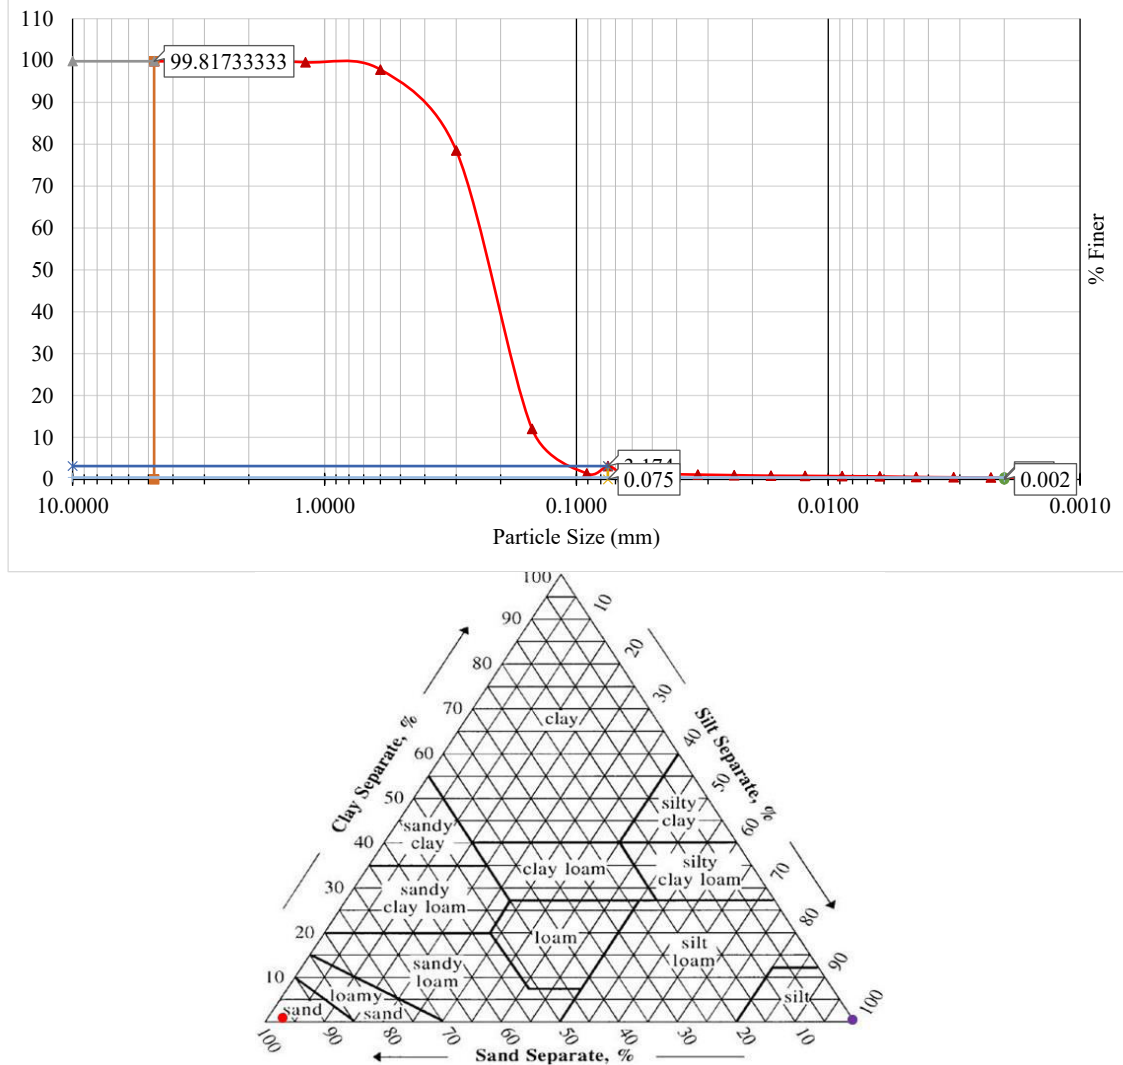 110
100
99.81733333
90
80
70
60
50
40
30
20
10
0
% Finer
0.075
0.002
10.0000 1.0000 0.1000 0.0100 0.0010
Particle Size (mm)
100
90
80
70
60
50
40
30
20
10
Clay Separate, %
10
20
30
40
50
60
70
80
90
100
Silt Separate, %
clay
silty
clay
sandy
clay
clay loam
silty
clay loam
sandy
clay loam
loam
silt
loam
sandy
loam
loamy
sand
sand
silt
100 90 80 70 60 50 40 30 20 10
Sand Separate, %